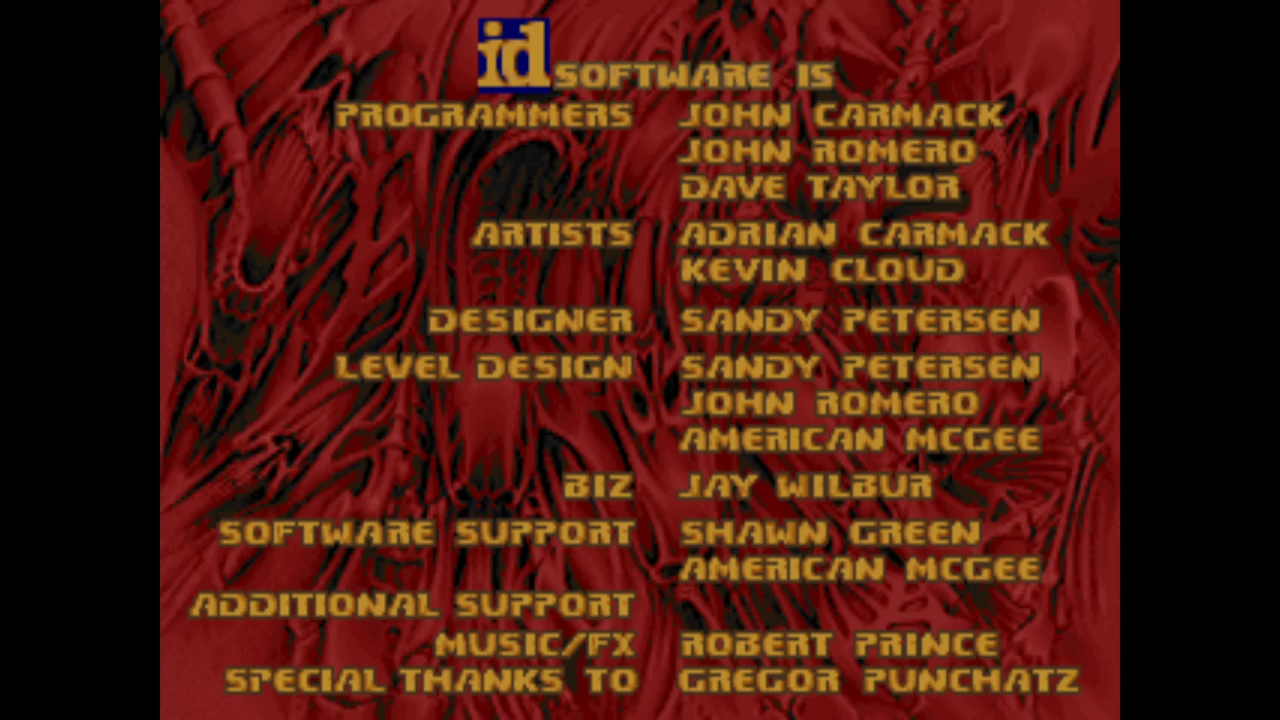 id SOFTWARE IS
PROGRAMMERS JOHN CARMACK
JOHN ROMERO
DAVE TAYLOR
ARTISTS ADRIAN CARMACK
KEVIN CLOUD
DESIGNER SANDY PETERSEN
LEVEL DESIGN SANDY PETERSEN
JOHN ROMERO
AMERICAN MCGEE
BIZ JAY WILBUR
SOFTWARE SUPPORT SHAWN GREEN
AMERICAN MCGEE
ADDITIONAL SUPPORT
MUSIC/FX ROBERT PRINCE
SPECIAL THANKS TO GREGOR PUNCHATZ